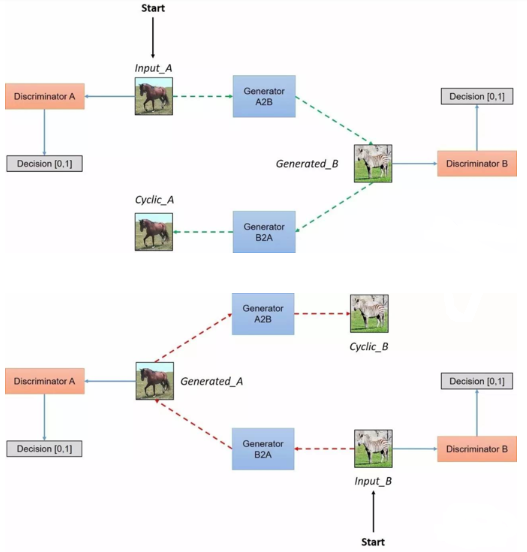 Start
Input_A
Discriminator A
Generator
A2B
Decision [0,1]
Decision [0,1]
Generated_B
Discriminator B
Cyclic_A
Generator
B2A
Generator
A2B
Cyclic_B
Discriminator A
Generated_A
Decision [0,1]
Decision [0,1]
Generator
B2A
Discriminator B
Input_B
Start